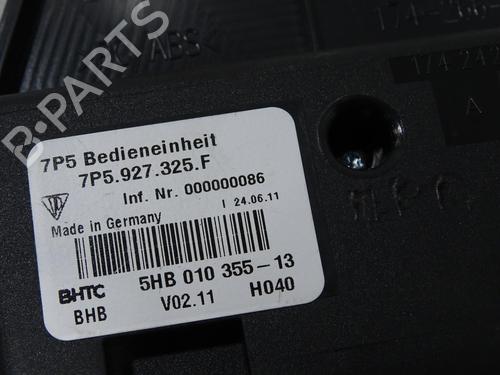 B-PARTS
ABS<
A
7P5 Bedieneinheit
7P5.927.325.F
Inf. Nr. 000000086
I 24.06.11
Made in Germany
BHTC 5HB 010 355-13
BHB V02.11 H040